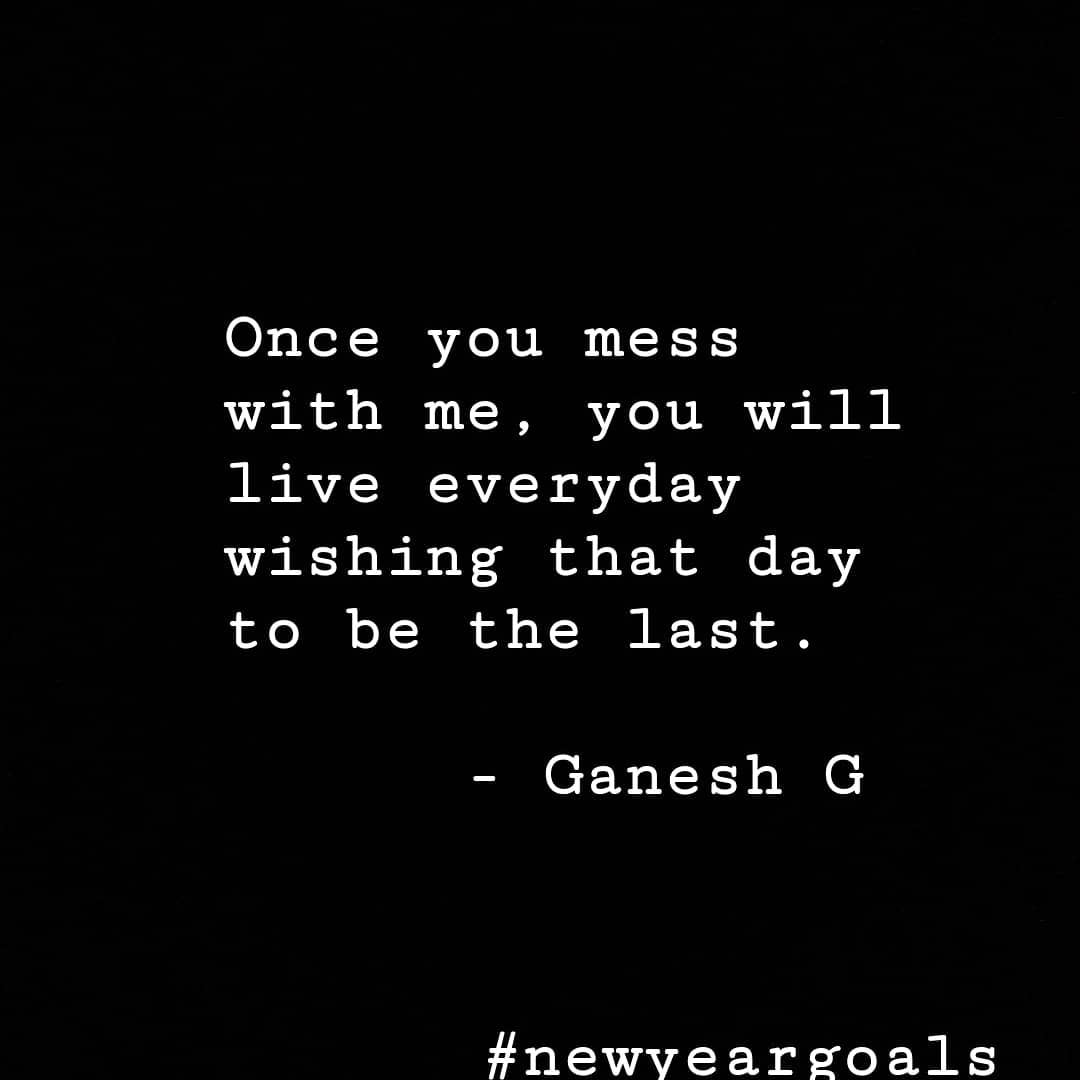 Once you mess
with me, you will
live everyday
wishing that day
to be the last.
- Ganesh G
#newyeargoals